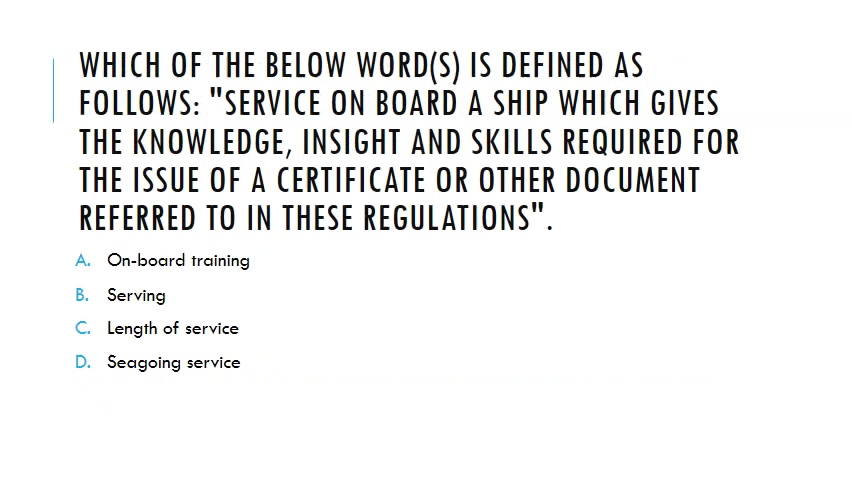 WHICH OF THE BELOW WORD(S) IS DEFINED AS
FOLLOWS: "SERVICE ON BOARD A SHIP WHICH GIVES
THE KNOWLEDGE, INSIGHT AND SKILLS REQUIRED FOR
THE ISSUE OF A CERTIFICATE OR OTHER DOCUMENT
REFERRED TO IN THESE REGULATIONS".
A. On-board training
B. Serving
C. Length of service
D. Seagoing service